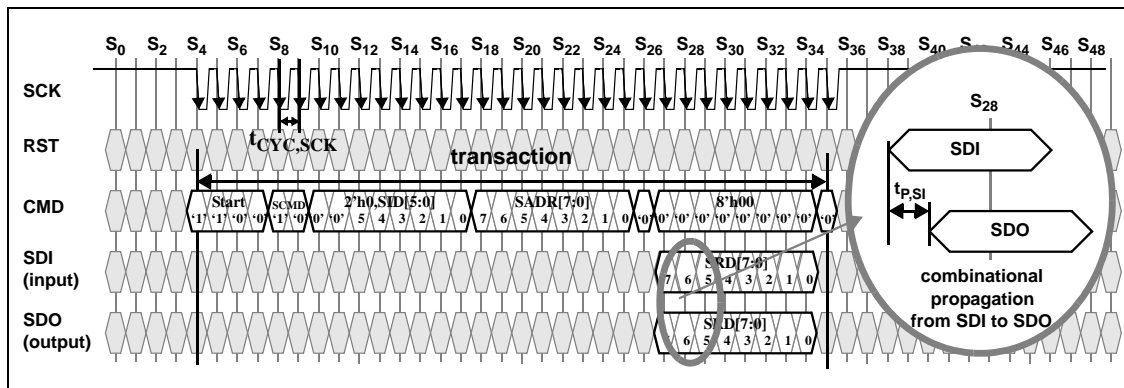 S0 S2 S4 S6 S8 S10 S12 S14 S16 S18 S20 S22 S24 S26 S28 S30 S32 S34 S36 S38 S40 S44 S46 S48
SCK
S28
RST
tCYC,SCK
SDI
transaction
tP,SI
CMD
Start SCMD 2'h0,SID[5:0] SADR[7:0] 8'h00
'1' '1' '0' '0' '1' '0' '0' '0' 5 4 3 2 1 0 7 6 5 4 3 2 1 0 '0' '0' '0' '0' '0' '0' '0' '0' '0' '0'
SDO
SDI
(input)
SRD[7:0]
7 6 5 4 3 2 1 0
combinational
propagation
from SDI to SDO
SDO
(output)
SRD[7:0]
6 5 4 3 2 1 0